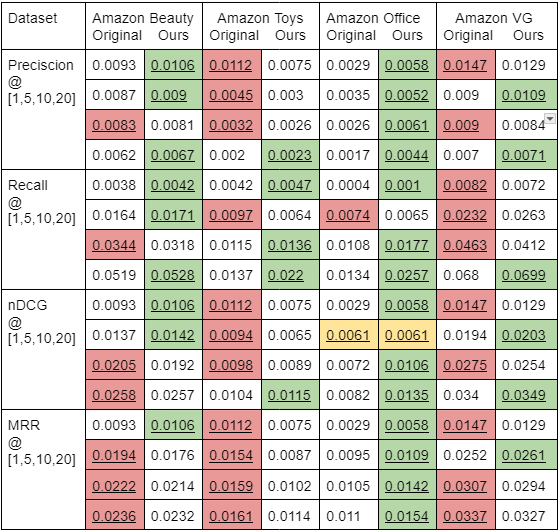 Dataset Amazon Beauty Amazon Toys Amazon Office Amazon VG
Original Ours Original Ours Original Ours Original Ours
Preciscion 0.0093 0.0106 0.0112 0.0075 0.0029 0.0058 0.0147 0.0129
@
[1,5,10,20] 0.0087 0.009 0.0045 0.003 0.0035 0.0052 0.009 0.0109
0.0083 0.0081 0.0032 0.0026 0.0026 0.0061 0.009 0.0084
0.0062 0.0067 0.002 0.0023 0.0017 0.0044 0.007 0.0071
Recall 0.0038 0.0042 0.0042 0.0047 0.0004 0.001 0.0082 0.0072
@
[1,5,10,20] 0.0164 0.0171 0.0097 0.0064 0.0074 0.0065 0.0232 0.0263
0.0344 0.0318 0.0115 0.0136 0.0108 0.0177 0.0463 0.0412
0.0519 0.0528 0.0137 0.022 0.0134 0.0257 0.068 0.0699
nDCG 0.0093 0.0106 0.0112 0.0075 0.0029 0.0058 0.0147 0.0129
@
[1,5,10,20] 0.0137 0.0142 0.0094 0.0065 0.0061 0.0061 0.0194 0.0203
0.0205 0.0192 0.0098 0.0089 0.0072 0.0106 0.0275 0.0254
0.0258 0.0257 0.0104 0.0115 0.0082 0.0135 0.034 0.0349
MRR 0.0093 0.0106 0.0112 0.0075 0.0029 0.0058 0.0147 0.0129
@
[1,5,10,20] 0.0194 0.0176 0.0154 0.0087 0.0095 0.0109 0.0252 0.0261
0.0222 0.0214 0.0159 0.0102 0.0105 0.0142 0.0307 0.0294
0.0236 0.0232 0.0161 0.0114 0.011 0.0154 0.0337 0.0327